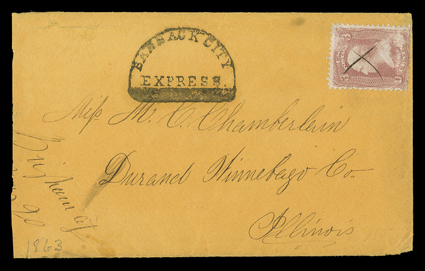 BANNACK CITY
EXPRESS.
Miss M. C. Chamberlain
Durand Winnebago Co.
Illinois
1863